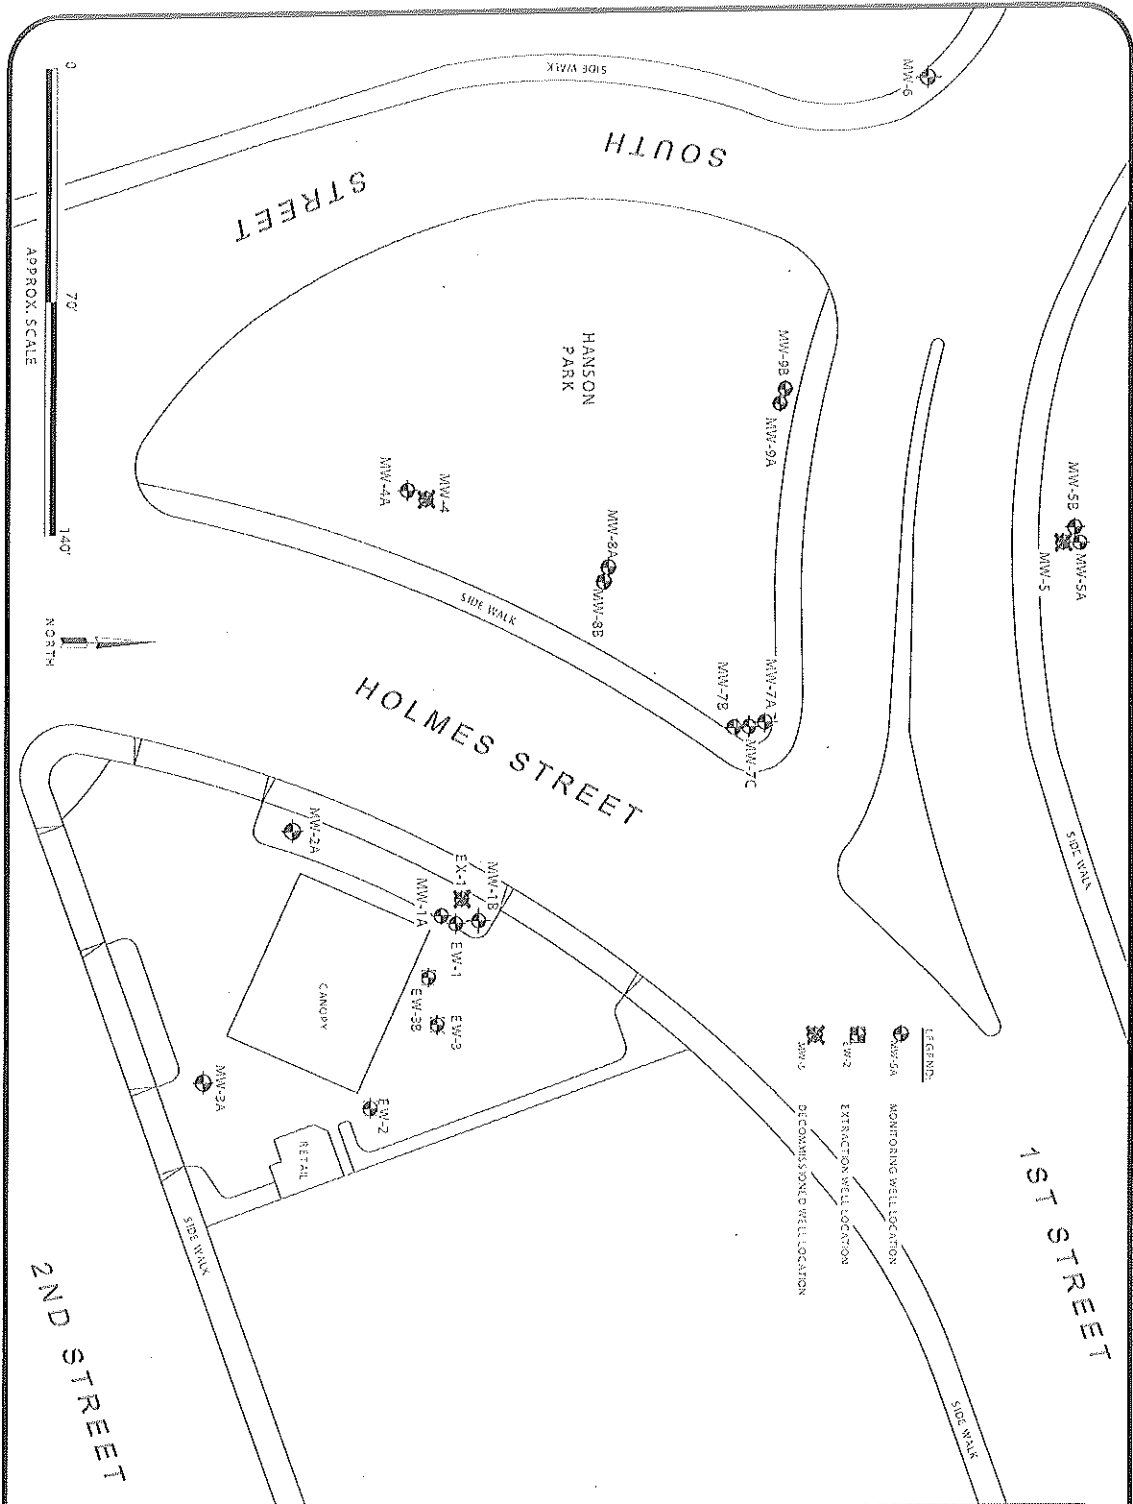 MW-6
SIDE WALK
SOUTH
STREET
0
70'
140'
APPROX. SCALE
NORTH
HANSON
PARK
MW-9B
MW-9A
MW-4
MW-4A
MW-8A
MW-8B
SIDE WALK
MW-5B
MW-5A
MW-5
SIDE WALK
MW-7A
MW-7B
MW-7C
HOLMES STREET
MW-2A
EX-1
MW-1B
MW-1A
EW-1
EW-3B
EW-3
CANOPY
MW-3A
EW-2
RETAIL
SIDE WALK
2ND STREET
LEGEND:
MW-5A
MONITORING WELL LOCATION
EW-2
EXTRACTION WELL LOCATION
MW-5
DECOMMISSIONED WELL LOCATION
1ST STREET
SIDE WALK